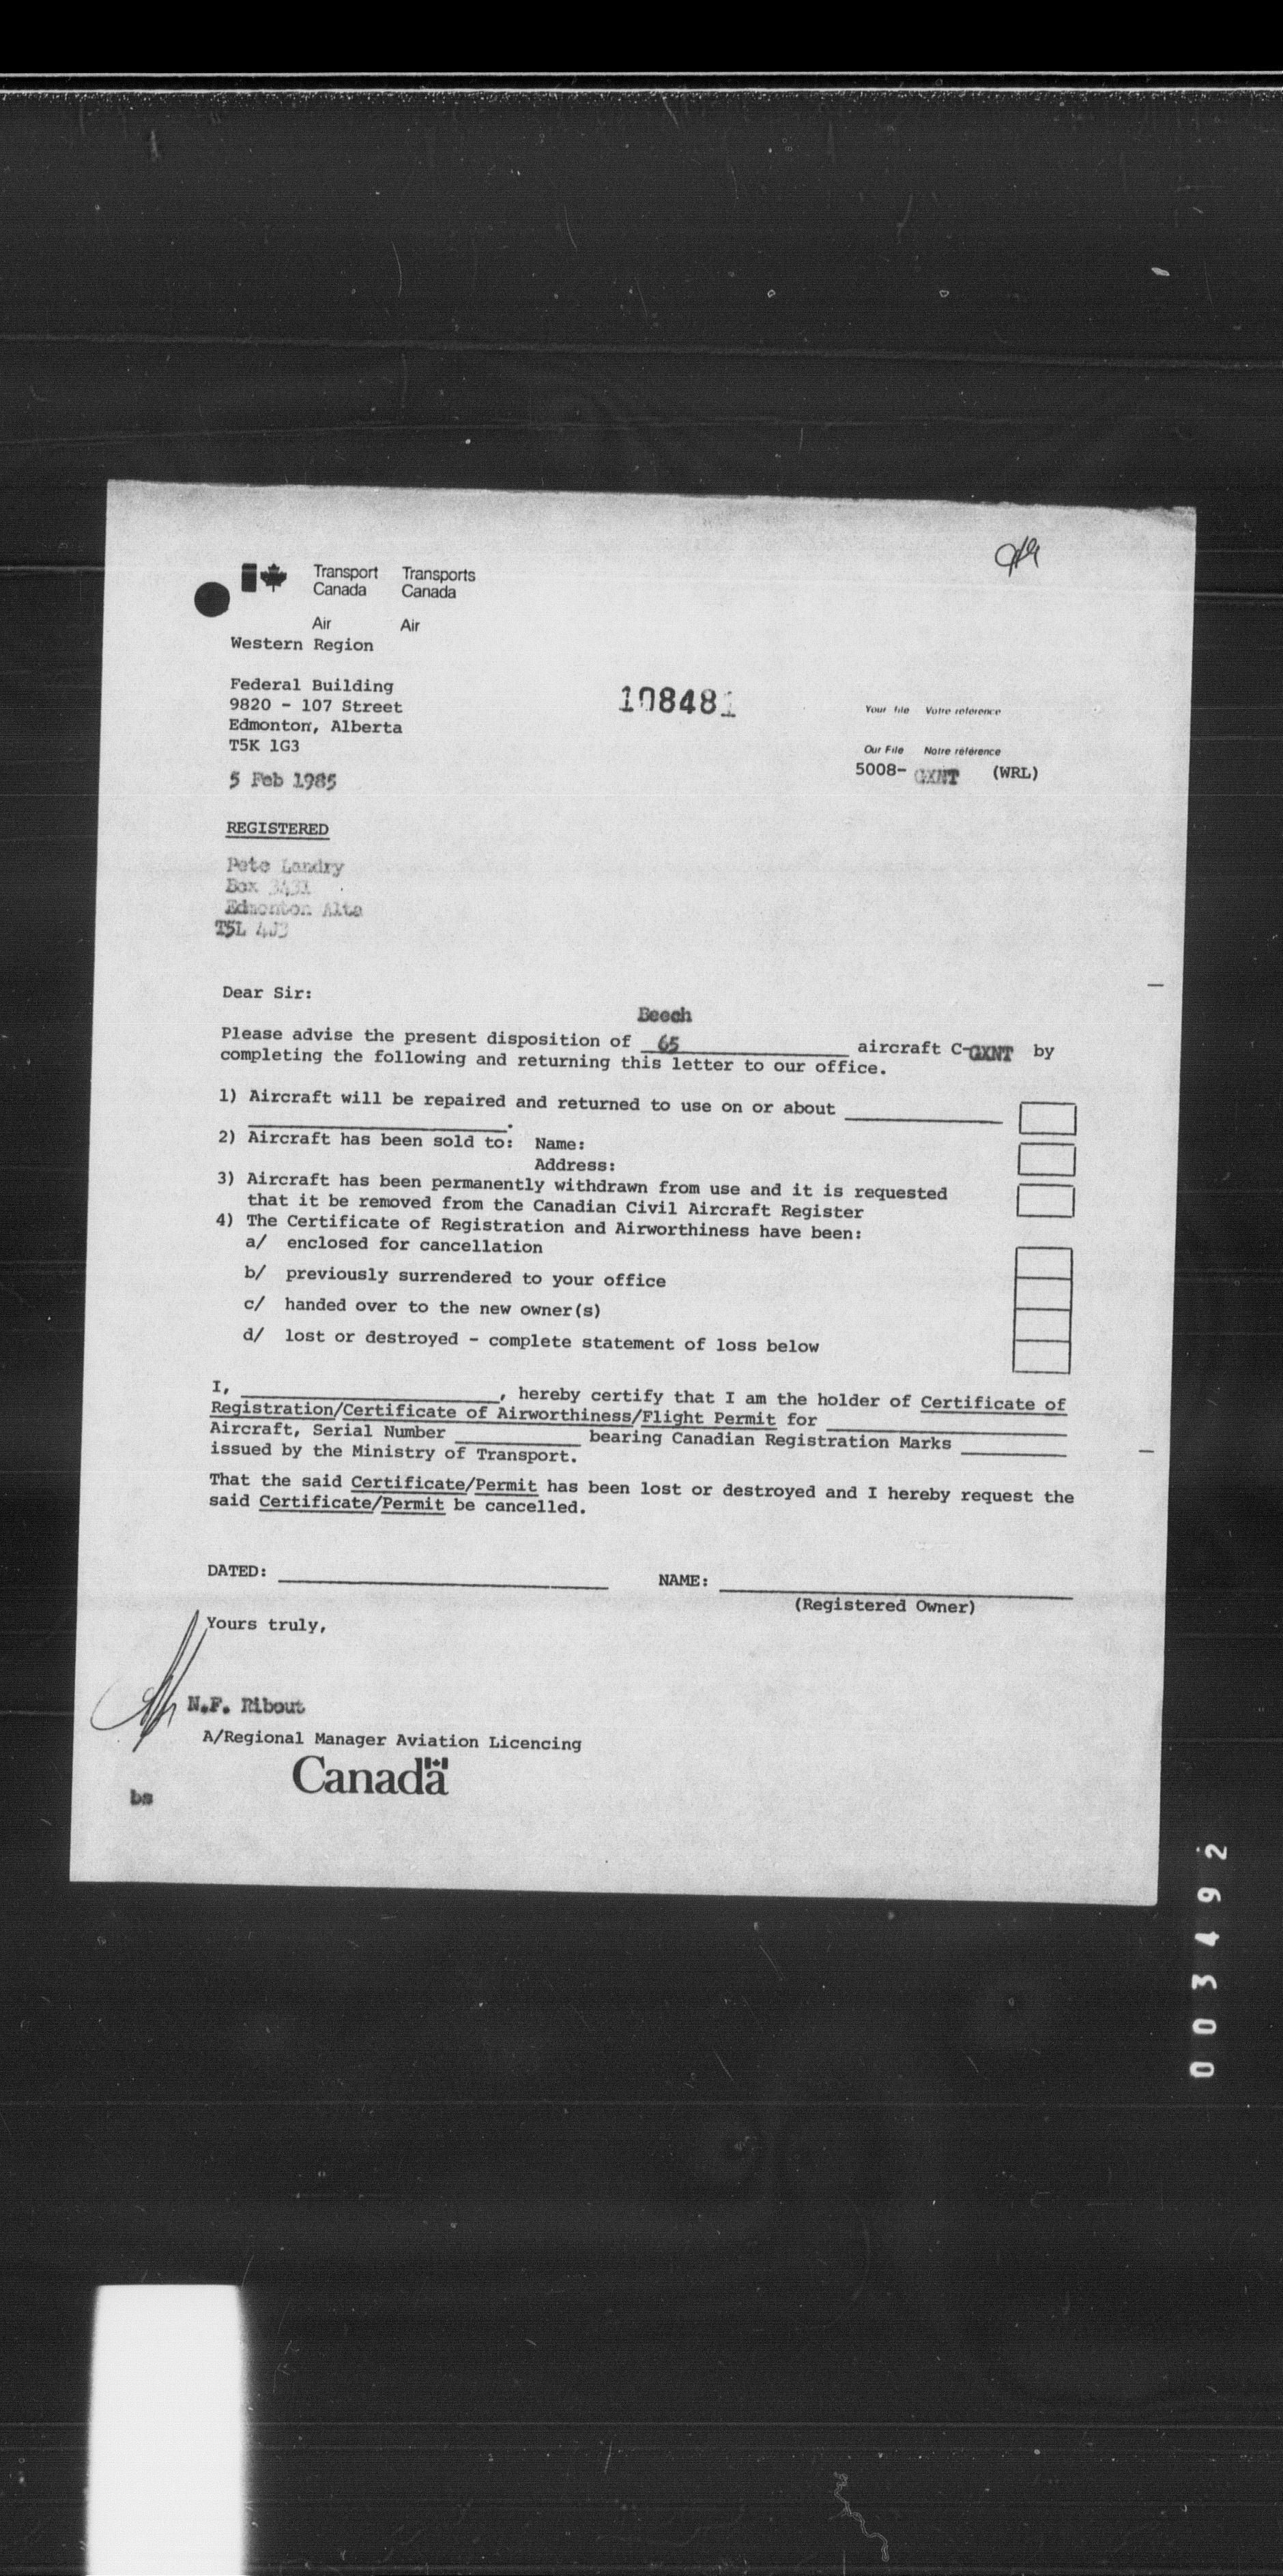 Transport Canada Transports Canada
Air Air
Western Region
Federal Building
9820 - 107 Street
Edmonton, Alberta
T5K 1G3
108481
Your file Votre référence
Our File Notre référence
5008- GXNT (WRL)
5 Feb 1985
REGISTERED
Pete Landry
Box 3431
Edmonton Alta
T5L 4J3
Dear Sir:
Beech
Please advise the present disposition of 65 aircraft C-GXNT by
completing the following and returning this letter to our office.
1) Aircraft will be repaired and returned to use on or about
.
2) Aircraft has been sold to: Name:
Address:
3) Aircraft has been permanently withdrawn from use and it is requested
that it be removed from the Canadian Civil Aircraft Register
4) The Certificate of Registration and Airworthiness have been:
a/ enclosed for cancellation
b/ previously surrendered to your office
c/ handed over to the new owner(s)
d/ lost or destroyed - complete statement of loss below
I, , hereby certify that I am the holder of Certificate of
Registration/Certificate of Airworthiness/Flight Permit for
Aircraft, Serial Number bearing Canadian Registration Marks
issued by the Ministry of Transport.
That the said Certificate/Permit has been lost or destroyed and I hereby request the
said Certificate/Permit be cancelled.
DATED: NAME:
(Registered Owner)
Yours truly,
N.F. Ribout
A/Regional Manager Aviation Licencing
Canada
bs
003492